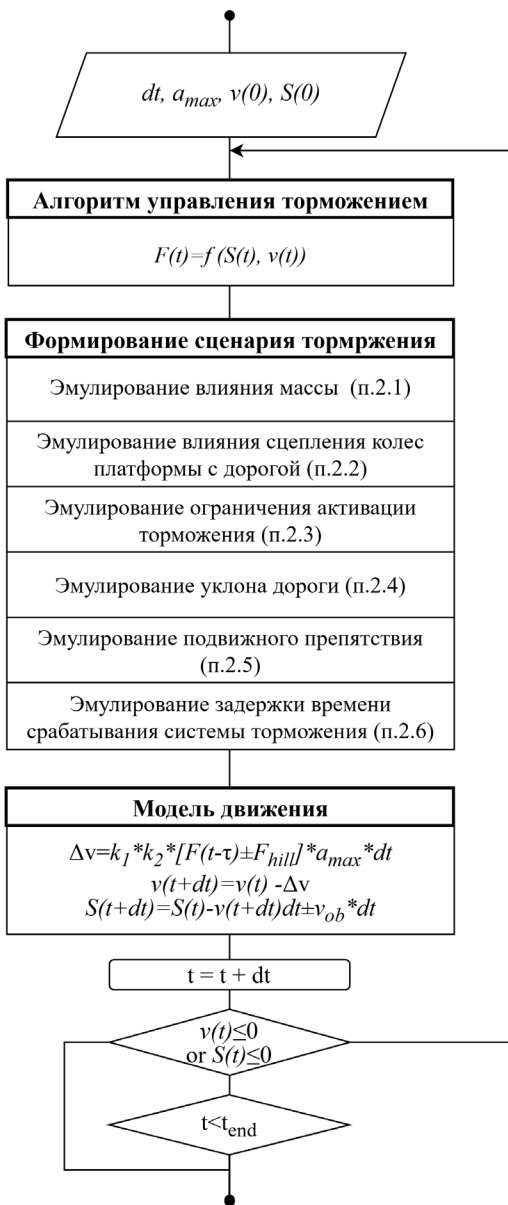 dt, a_max, v(0), S(0)
Алгоритм управления торможением
F(t)=f (S(t), v(t))
Формирование сценария тормржения
Эмулирование влияния массы (п.2.1)
Эмулирование влияния сцепления колес
платформы с дорогой (п.2.2)
Эмулирование ограничения активации
торможения (п.2.3)
Эмулирование уклона дороги (п.2.4)
Эмулирование подвижного препятствия
(п.2.5)
Эмулирование задержки времени
срабатывания системы торможения (п.2.6)
Модель движения
Δv=k_1*k_2*[F(t-τ)±F_hill]*a_max*dt
v(t+dt)=v(t) -Δv
S(t+dt)=S(t)-v(t+dt)dt±v_ob*dt
t = t + dt
v(t)≤0
or S(t)≤0
t<t_end